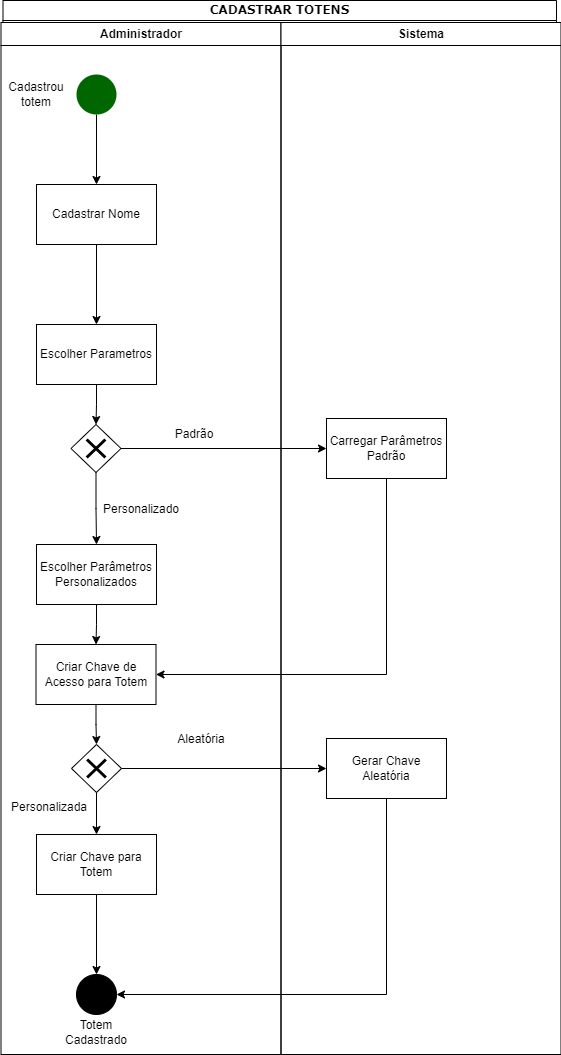 CADASTRAR TOTENS
Administrador
Sistema
Cadastrou
totem
Cadastrar Nome
Escolher Parametros
Padrão
Carregar Parâmetros
Padrão
Personalizado
Escolher Parâmetros
Personalizados
Criar Chave de
Acesso para Totem
Aleatória
Gerar Chave
Aleatória
Personalizada
Criar Chave para
Totem
Totem
Cadastrado